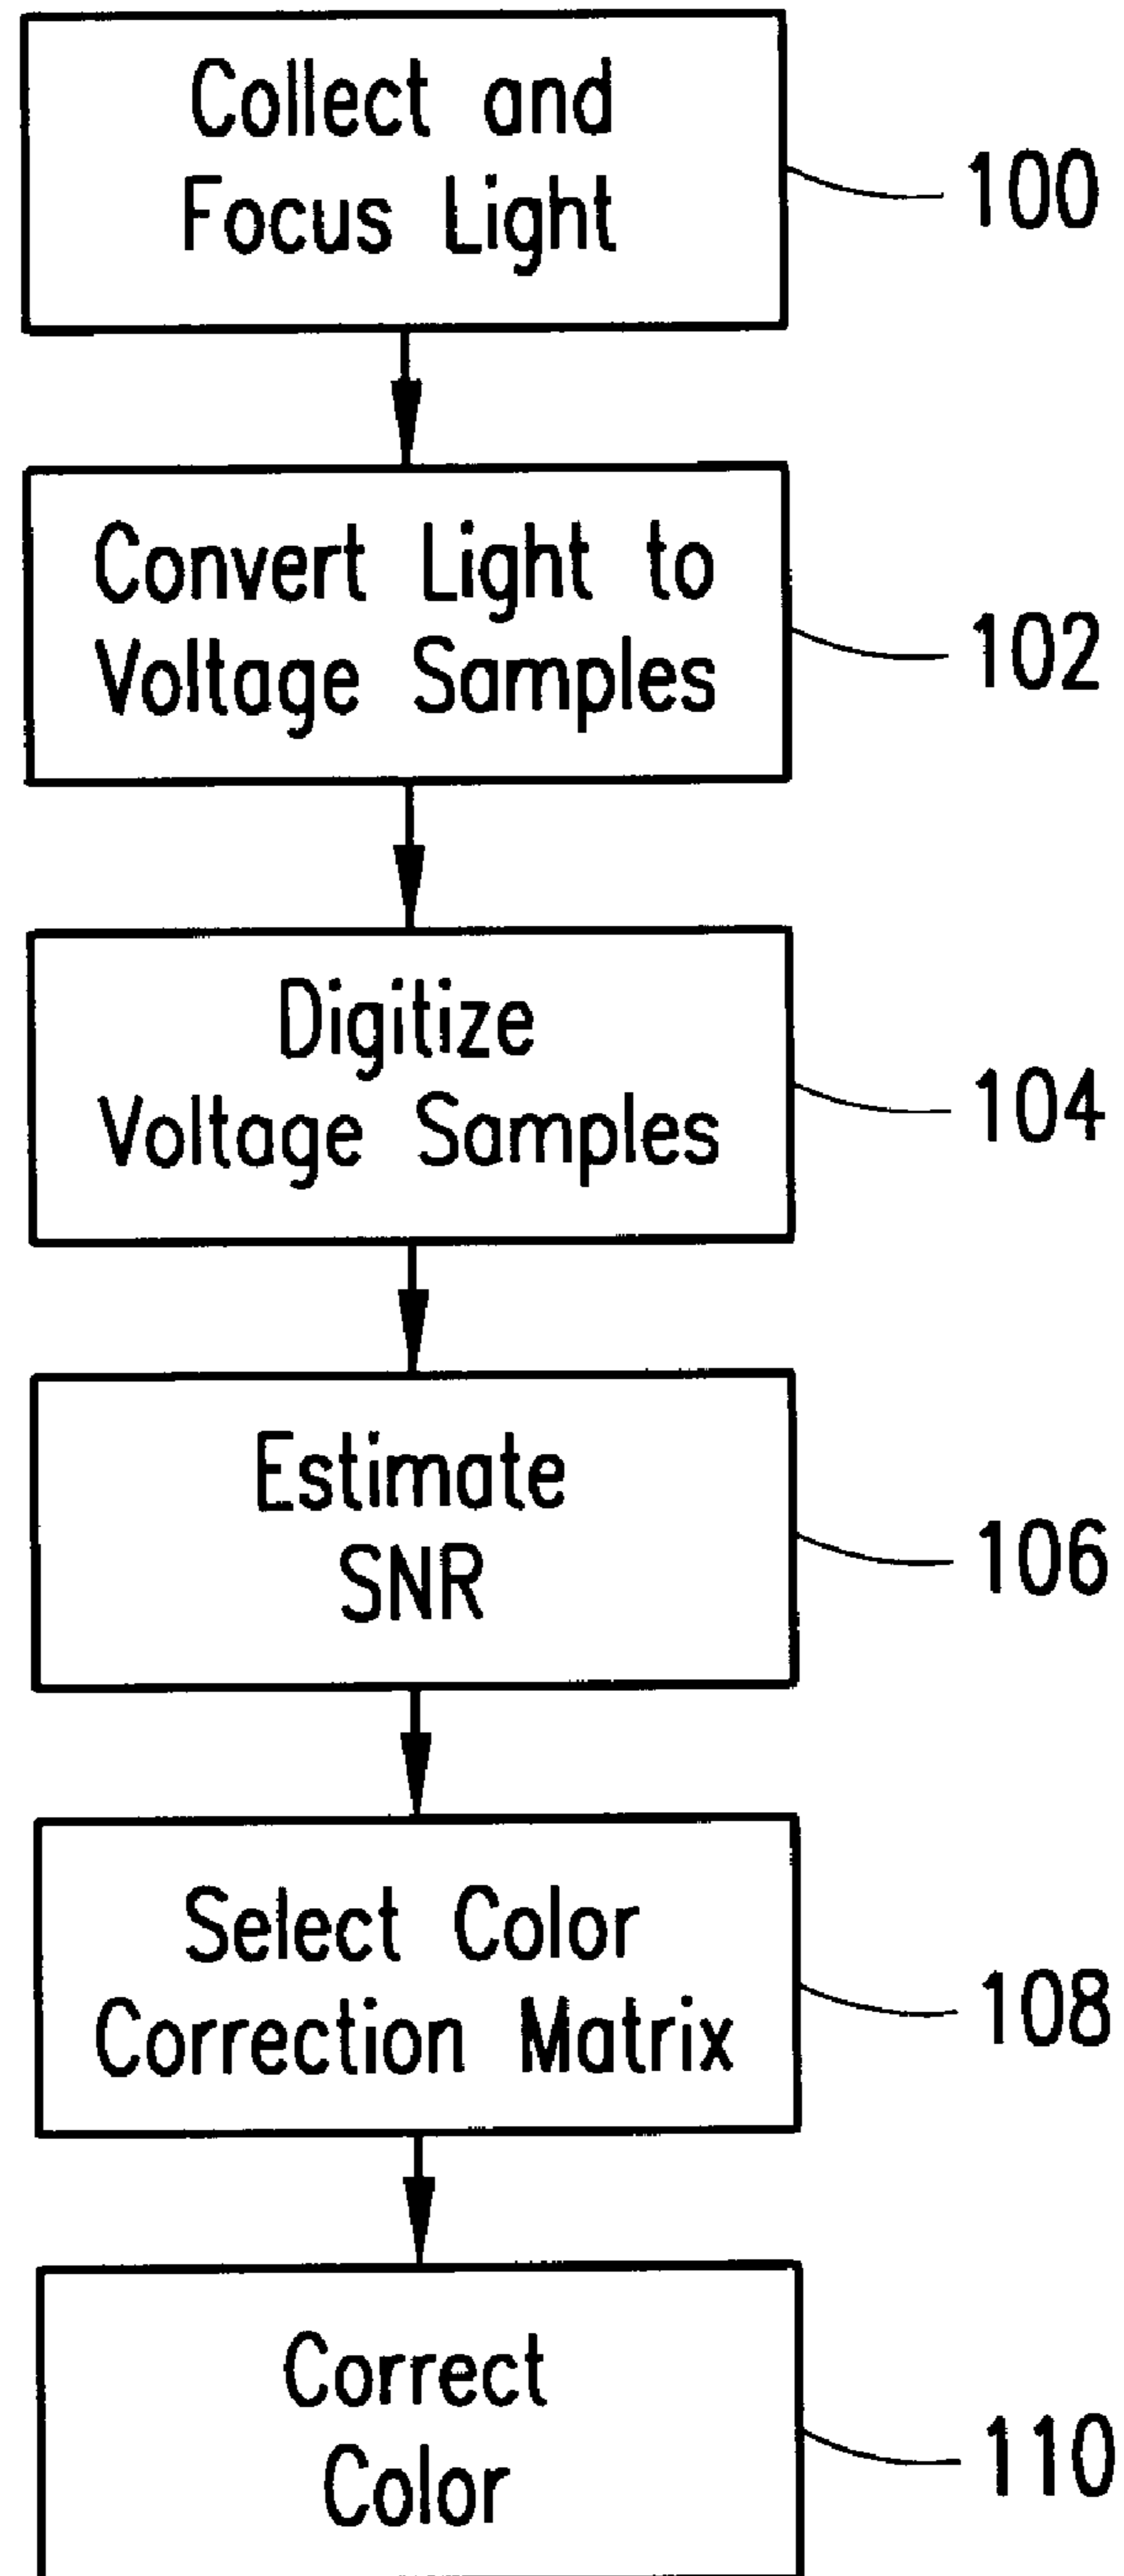 Collect and
Focus Light
100
Convert Light to
Voltage Samples
102
Digitize
Voltage Samples
104
Estimate
SNR
106
Select Color
Correction Matrix
108
Correct
Color
110